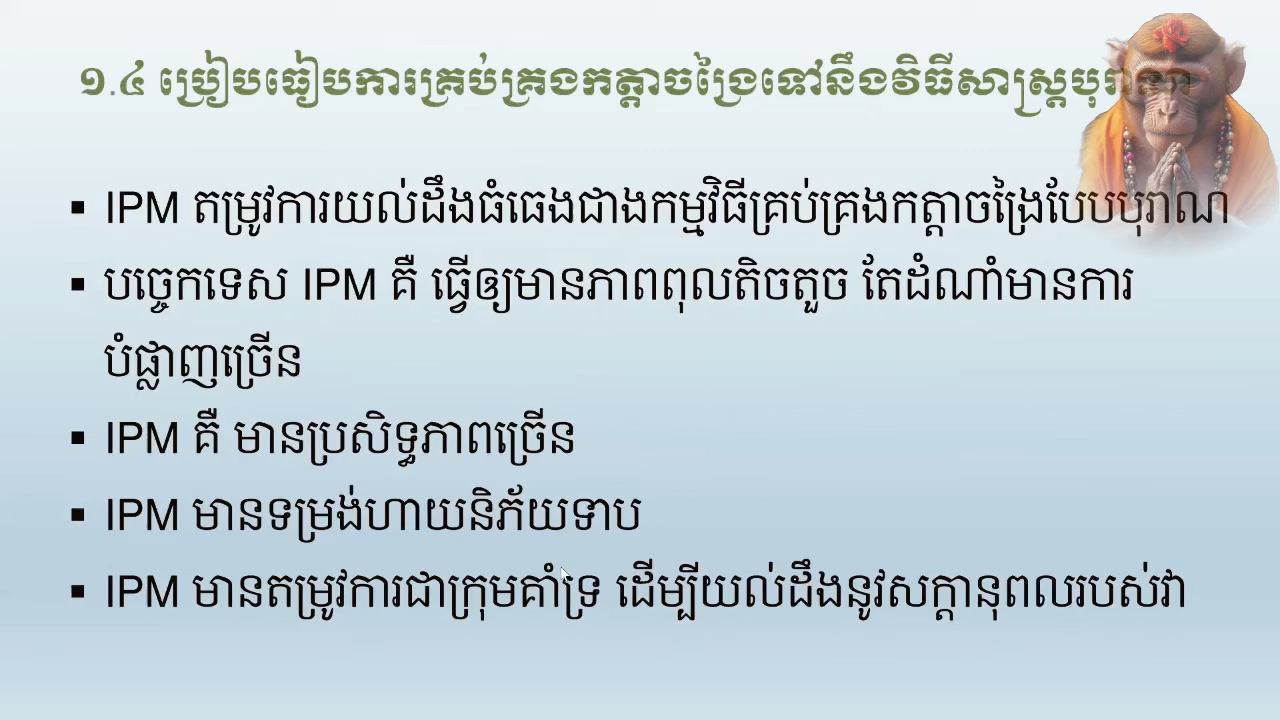 ១.៤ ប្រៀបធៀបការគ្រប់គ្រងកត្តាចង្រៃទៅនឹងវិធីសាស្ត្របុរាណ
▪ IPM តម្រូវការយល់ដឹងធំធេងជាងកម្មវិធីគ្រប់គ្រងកត្តាចង្រៃបែបបុរាណ
▪ បច្ចេកទេស IPM គឺ ធ្វើឲ្យមានភាពពុលតិចតួច តែដំណាំមានការ
បំផ្លាញច្រើន
▪ IPM គឺ មានប្រសិទ្ធភាពច្រើន
▪ IPM មានទម្រង់ហាយនិភ័យទាប
▪ IPM មានតម្រូវការជាក្រុមគាំទ្រ ដើម្បីយល់ដឹងនូវសក្តានុពលរបស់វា